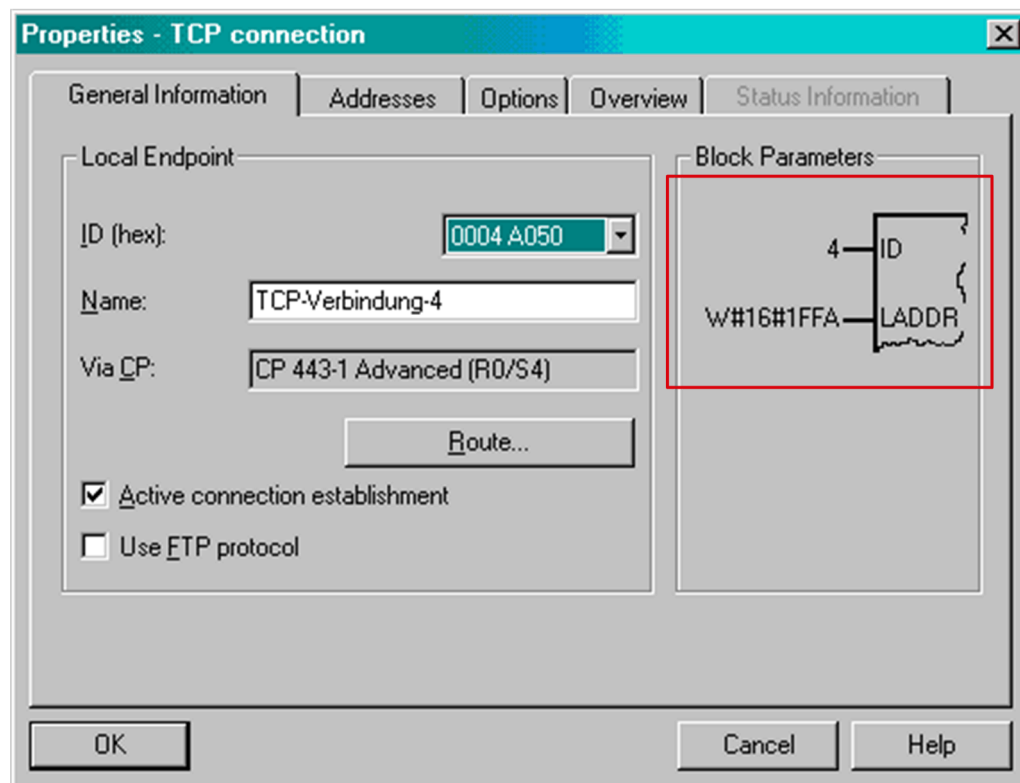 Properties - TCP connection
General Information
Addresses
Options
Overview
Status Information
Local Endpoint
ID (hex):
0004 A050
Name:
TCP-Verbindung-4
Via CP:
CP 443-1 Advanced (R0/S4)
Route...
Active connection establishment
Use FTP protocol
Block Parameters
4 ID
W#16#1FFA LADDR
OK
Cancel
Help